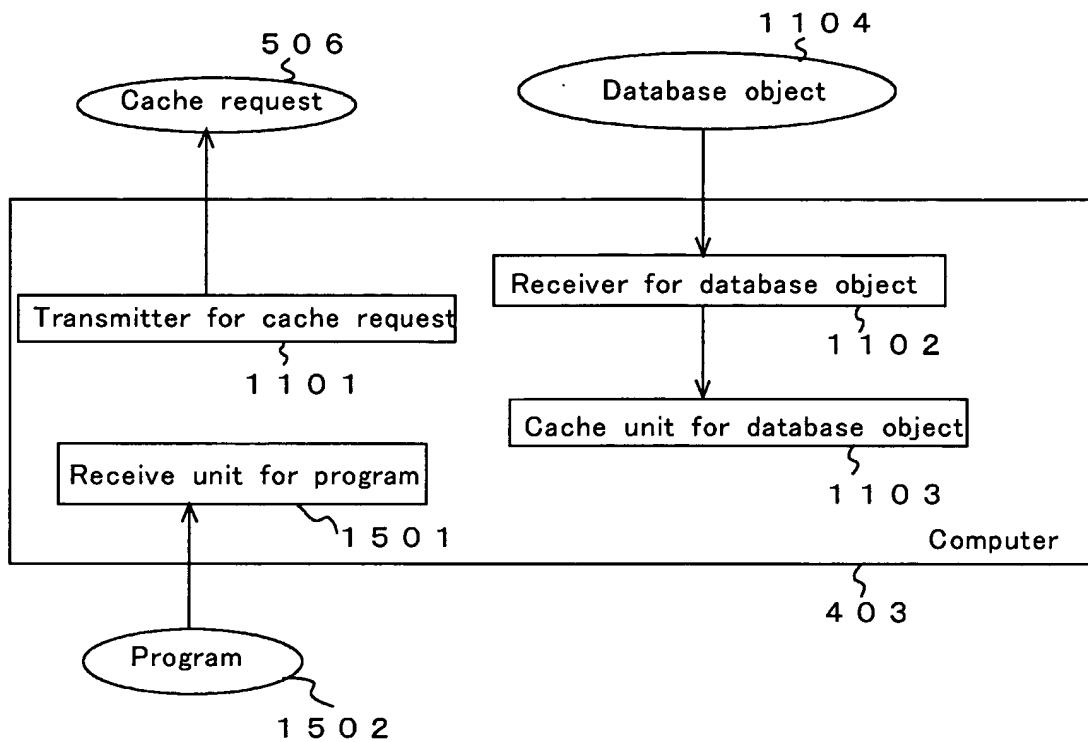 506
Cache request
1104
Database object
Transmitter for cache request
1101
Receiver for database object
1102
Cache unit for database object
1103
Receive unit for program
1501
Computer
403
Program
1502